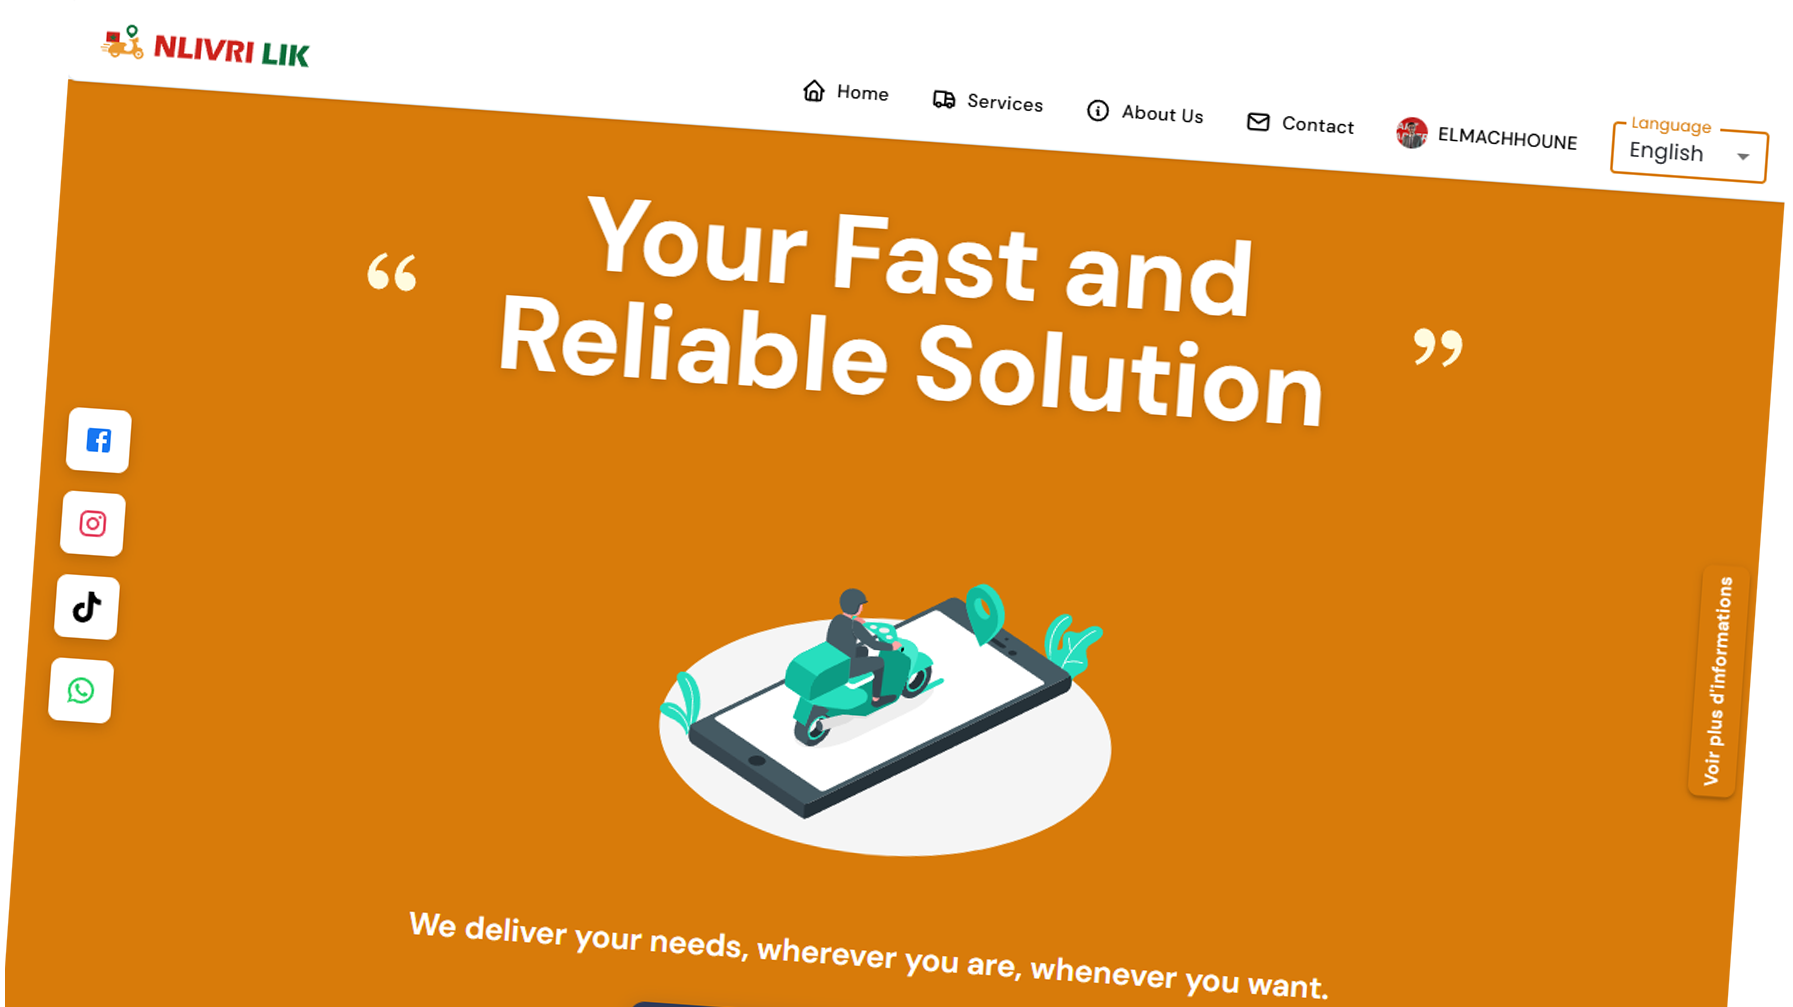 NLIVRI LIK
Home
Services
About Us
Contact
ELMACHHOUNE
Language
English
“
Your Fast and
Reliable Solution
”
Voir plus d'informations
We deliver your needs, wherever you are, whenever you want.